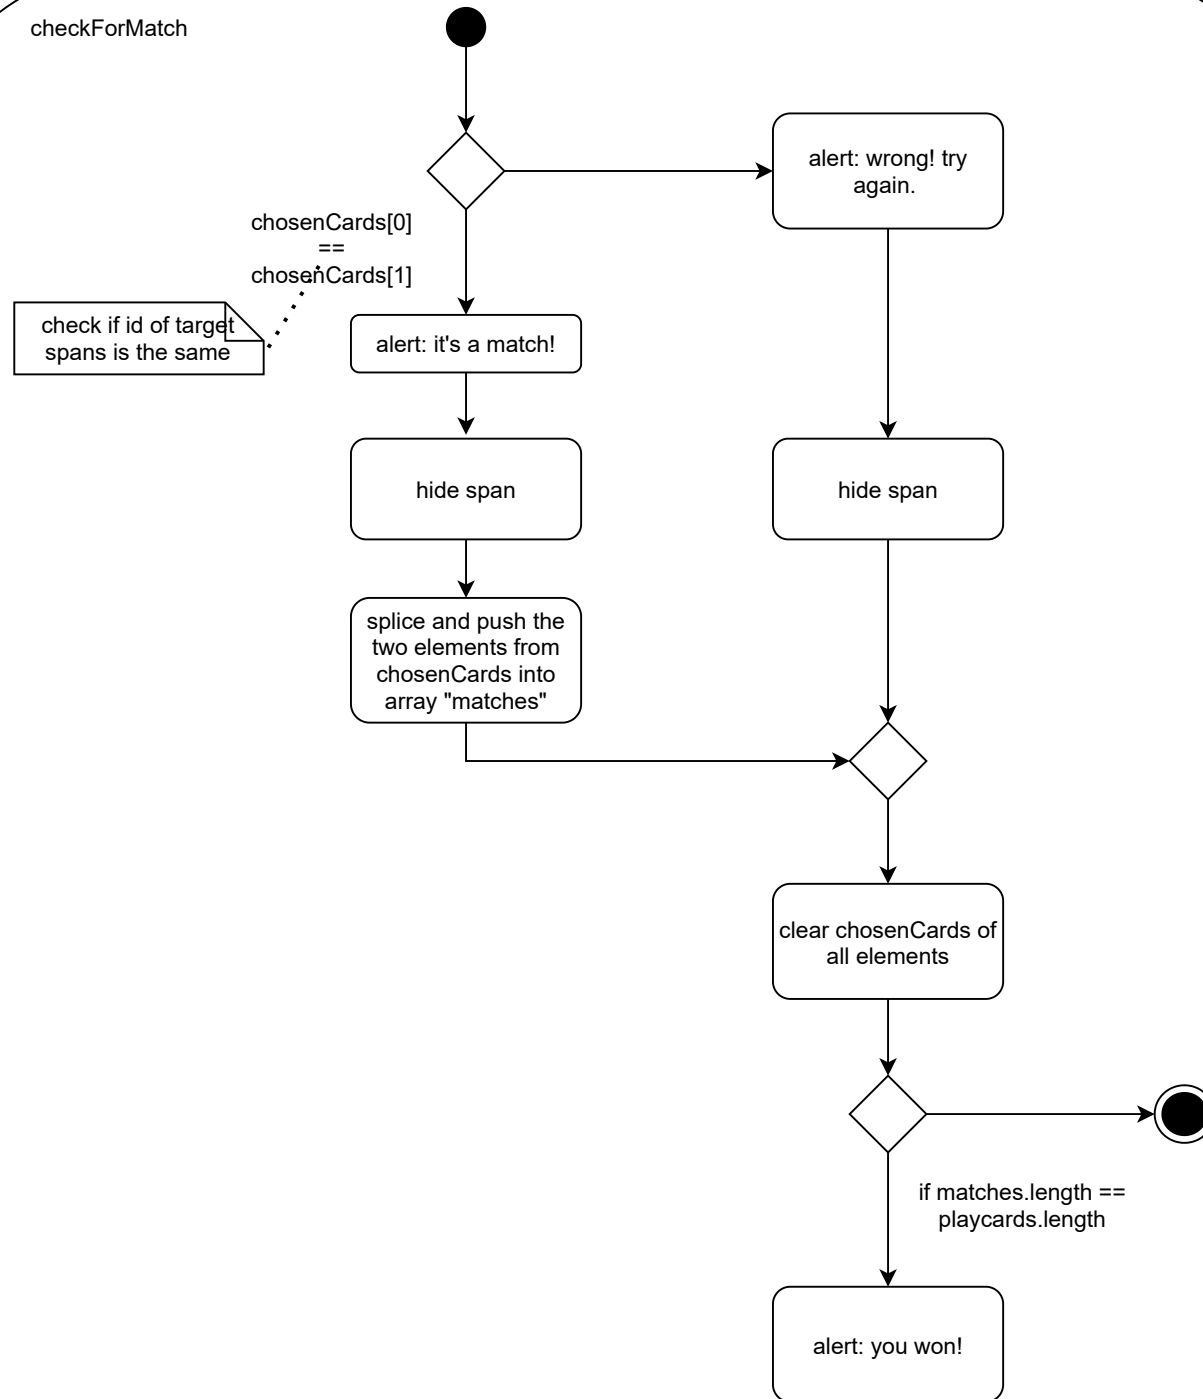 checkForMatch
alert: wrong! try
again.
chosenCards[0]
==
chosenCards[1]
check if id of target
spans is the same
alert: it's a match!
hide span
hide span
splice and push the
two elements from
chosenCards into
array "matches"
clear chosenCards of
all elements
if matches.length ==
playcards.length
alert: you won!